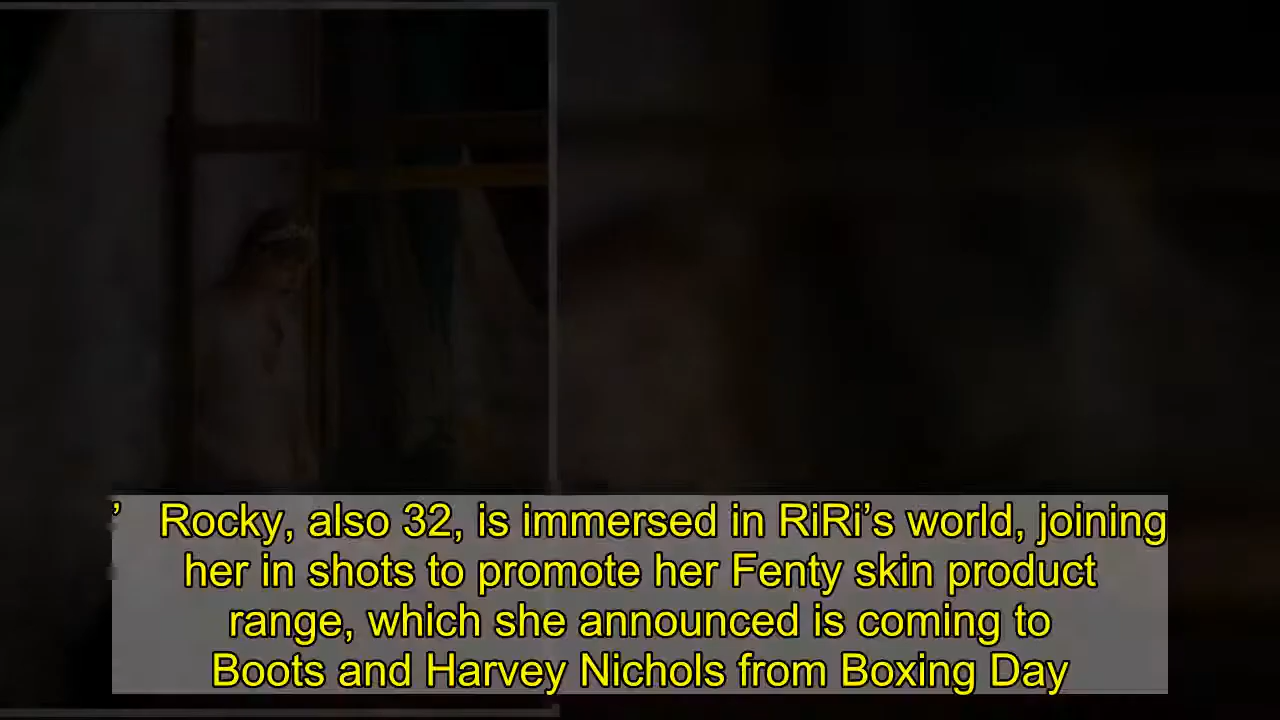 ’ Rocky, also 32, is immersed in RiRi’s world, joining
her in shots to promote her Fenty skin product
range, which she announced is coming to
Boots and Harvey Nichols from Boxing Day